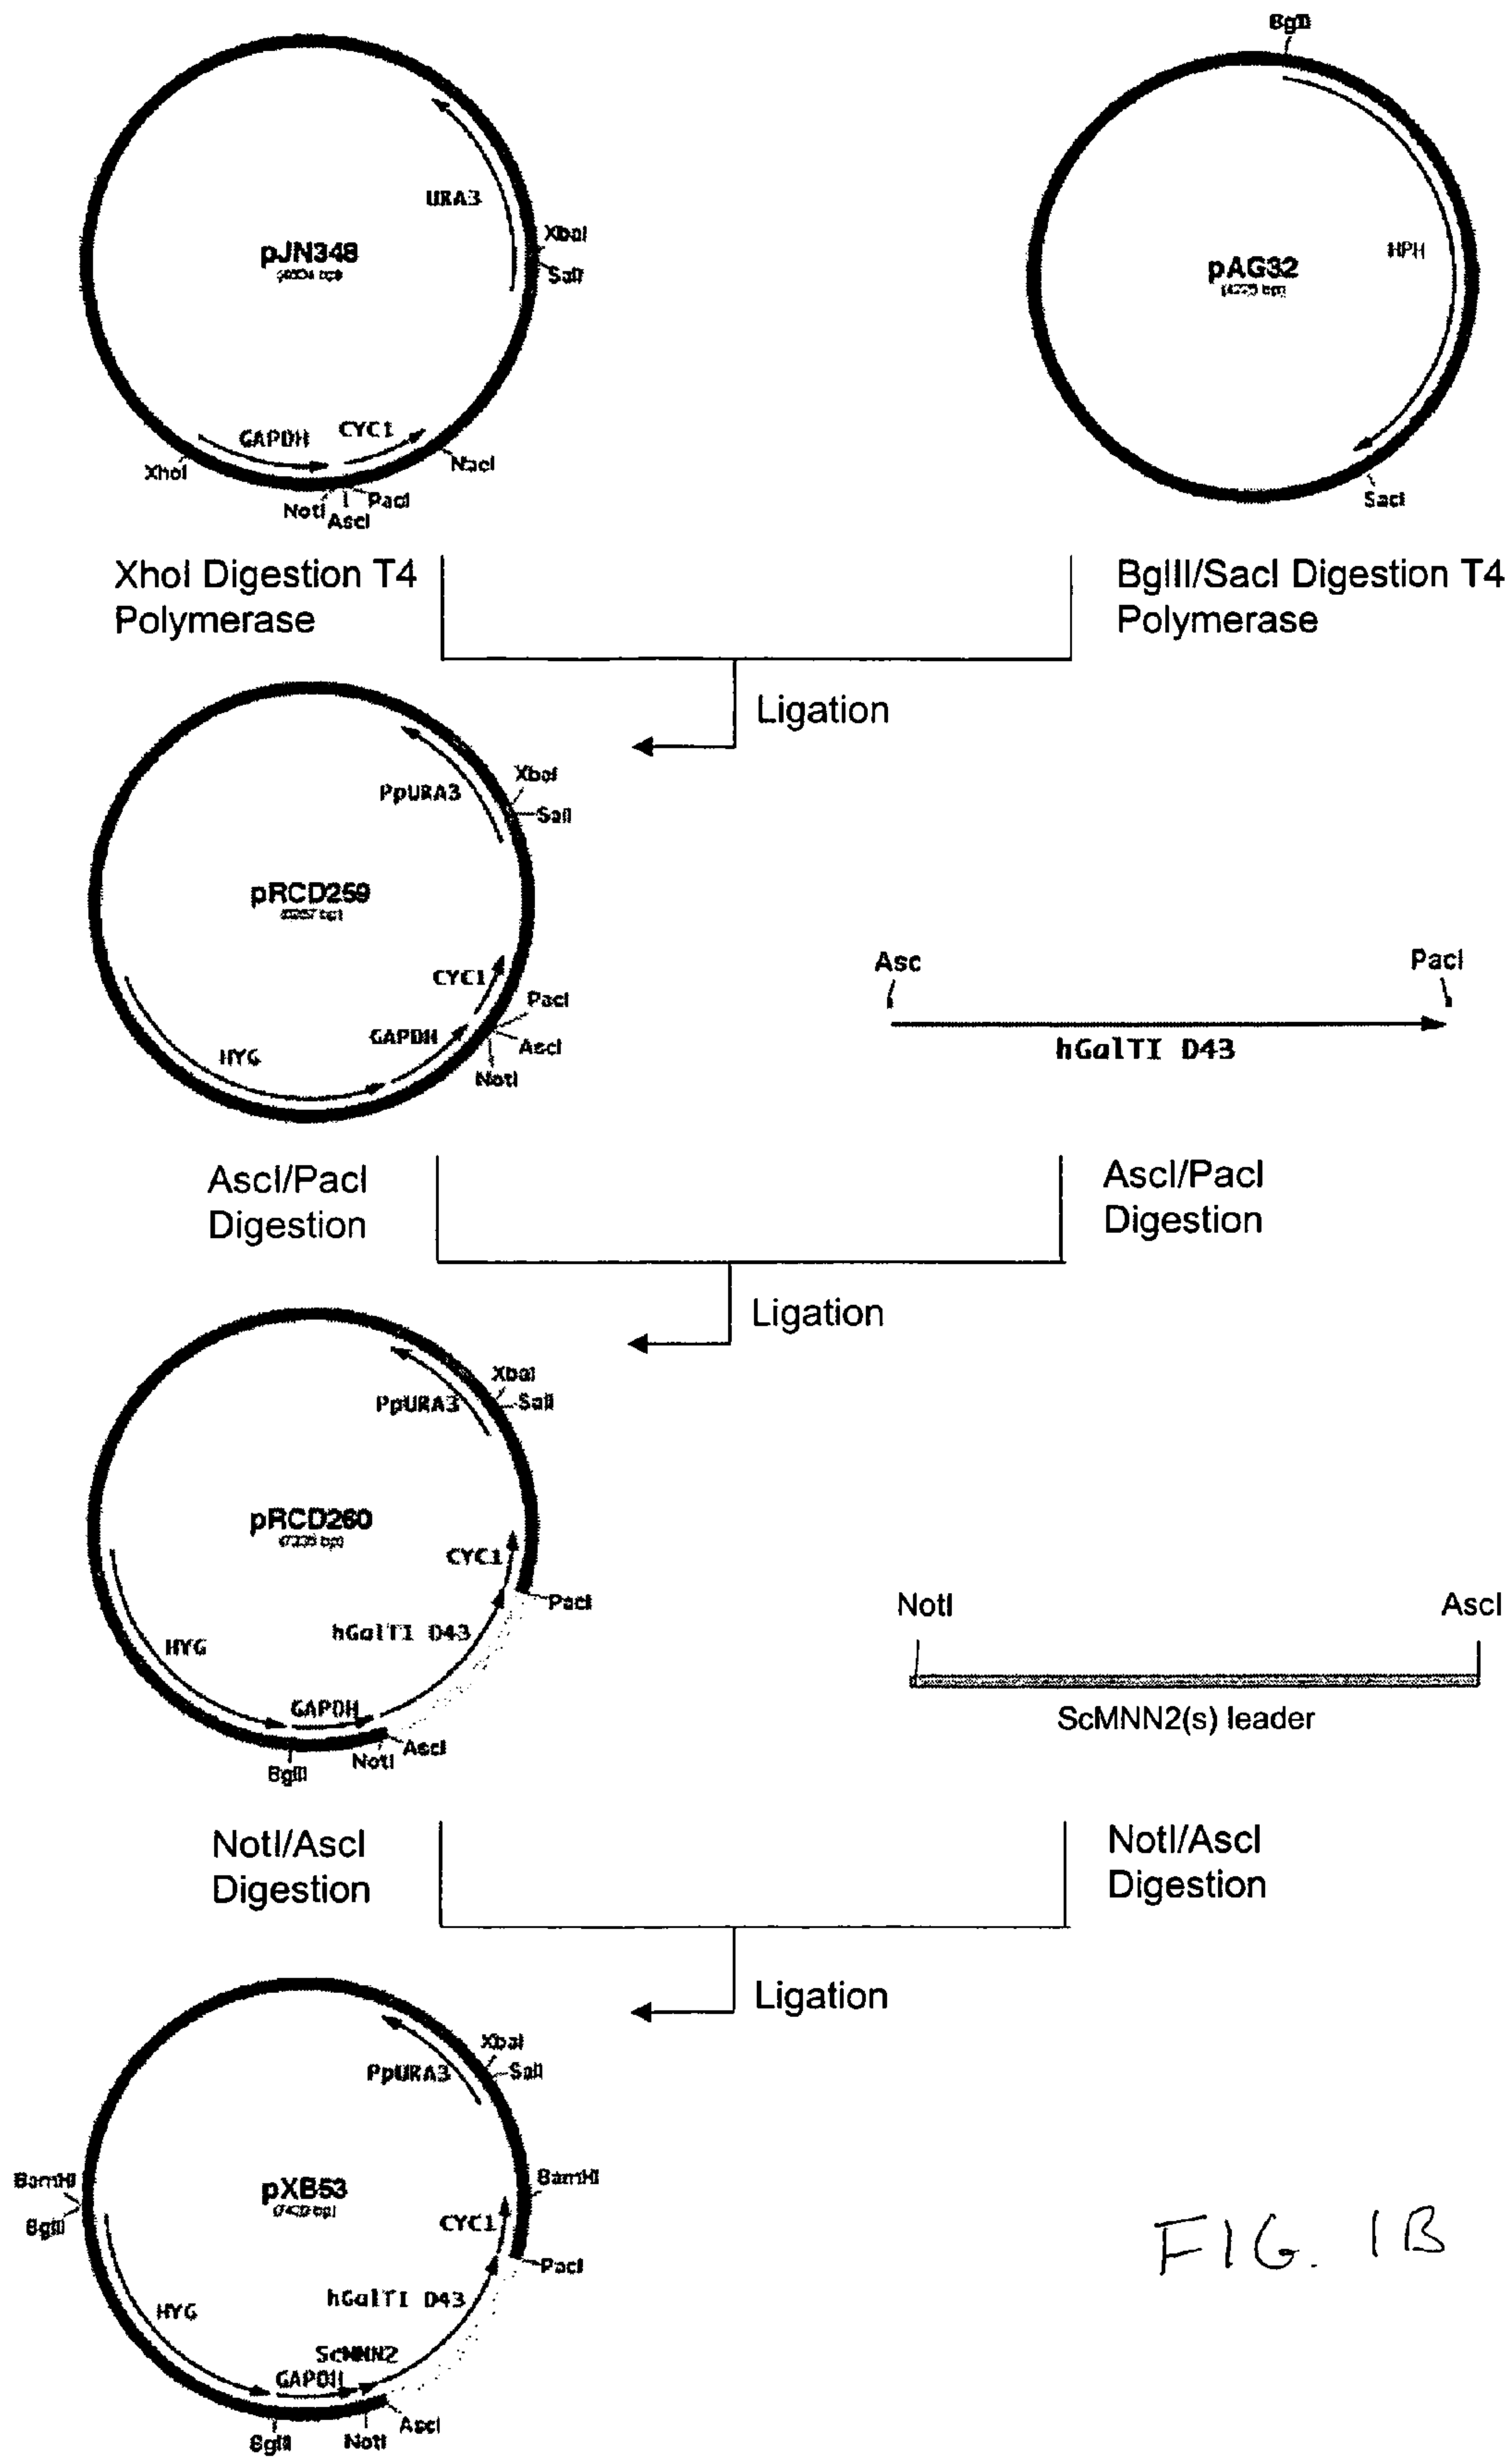 BglII
URA3
XbaI
SalI
pJN348
HPH
pAG32
GAPDH
CYC1
XhoI
NotI
AscI
PacI
SacI
XhoI Digestion T4
Polymerase
BglII/SacI Digestion T4
Polymerase
Ligation
PpURA3
XbaI
SalI
pRCD259
CYC1
PacI
GAPDH
AscI
HYG
NotI
Asc
PacI
hGalTI D43
AscI/PacI
Digestion
AscI/PacI
Digestion
Ligation
XbaI
PpURA3
SalI
pRCD260
CYC1
PacI
hGalTI D43
HYG
GAPDH
AscI
NotI
BglII
NotI
AscI
ScMNN2(s) leader
NotI/AscI
Digestion
NotI/AscI
Digestion
Ligation
XbaI
PpURA3
SalI
BamHI
BglII
pXB53
BamHI
CYC1
PacI
hGalTI D43
HYG
ScMNN2
GAPDH
AscI
BglII
NotI
FIG. 1B